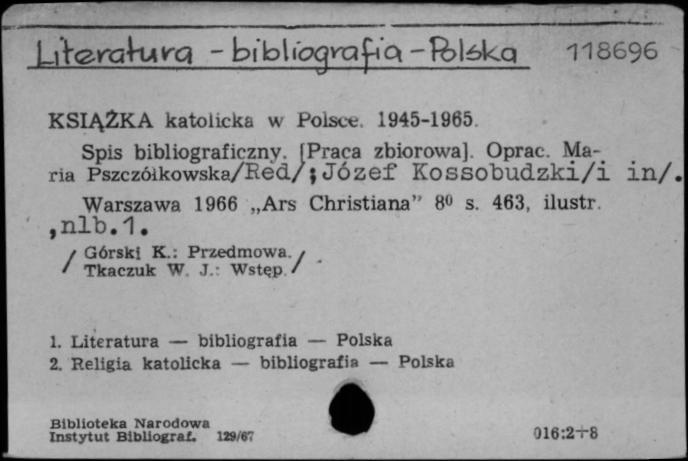 Literatura - bibliografia - Polska 118696
KSIĄŻKA katolicka w Polsce. 1945-1965.
Spis bibliograficzny. [Praca zbiorowa]. Oprac. Ma-
ria Pszczółkowska/Red/;Józef Kossobudzki/i in/.
Warszawa 1966 „Ars Christiana” 8⁰ s. 463, ilustr.
,nlb.1.
/ Górski K.: Przedmowa. /
/ Tkaczuk W. J.: Wstęp. /
1. Literatura — bibliografia — Polska
2. Religia katolicka — bibliografia — Polska
Biblioteka Narodowa
Instytut Bibliograf. 129/67 016:2+8